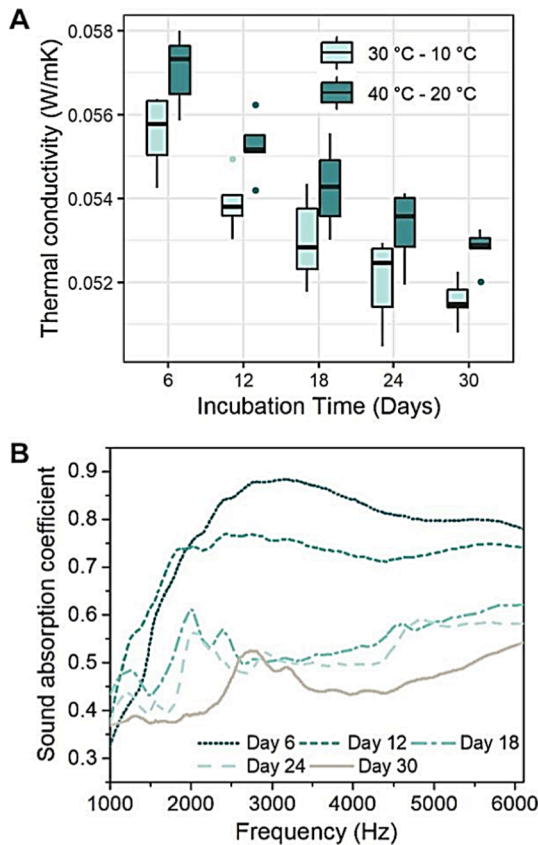 A
Thermal conductivity (W/mK)
0.058
0.056
0.054
0.052
30 °C - 10 °C
40 °C - 20 °C
6 12 18 24 30
Incubation Time (Days)
B
Sound absorption coefficient
0.9
0.8
0.7
0.6
0.5
0.4
0.3
Day 6 Day 12 Day 18
Day 24 Day 30
1000 2000 3000 4000 5000 6000
Frequency (Hz)